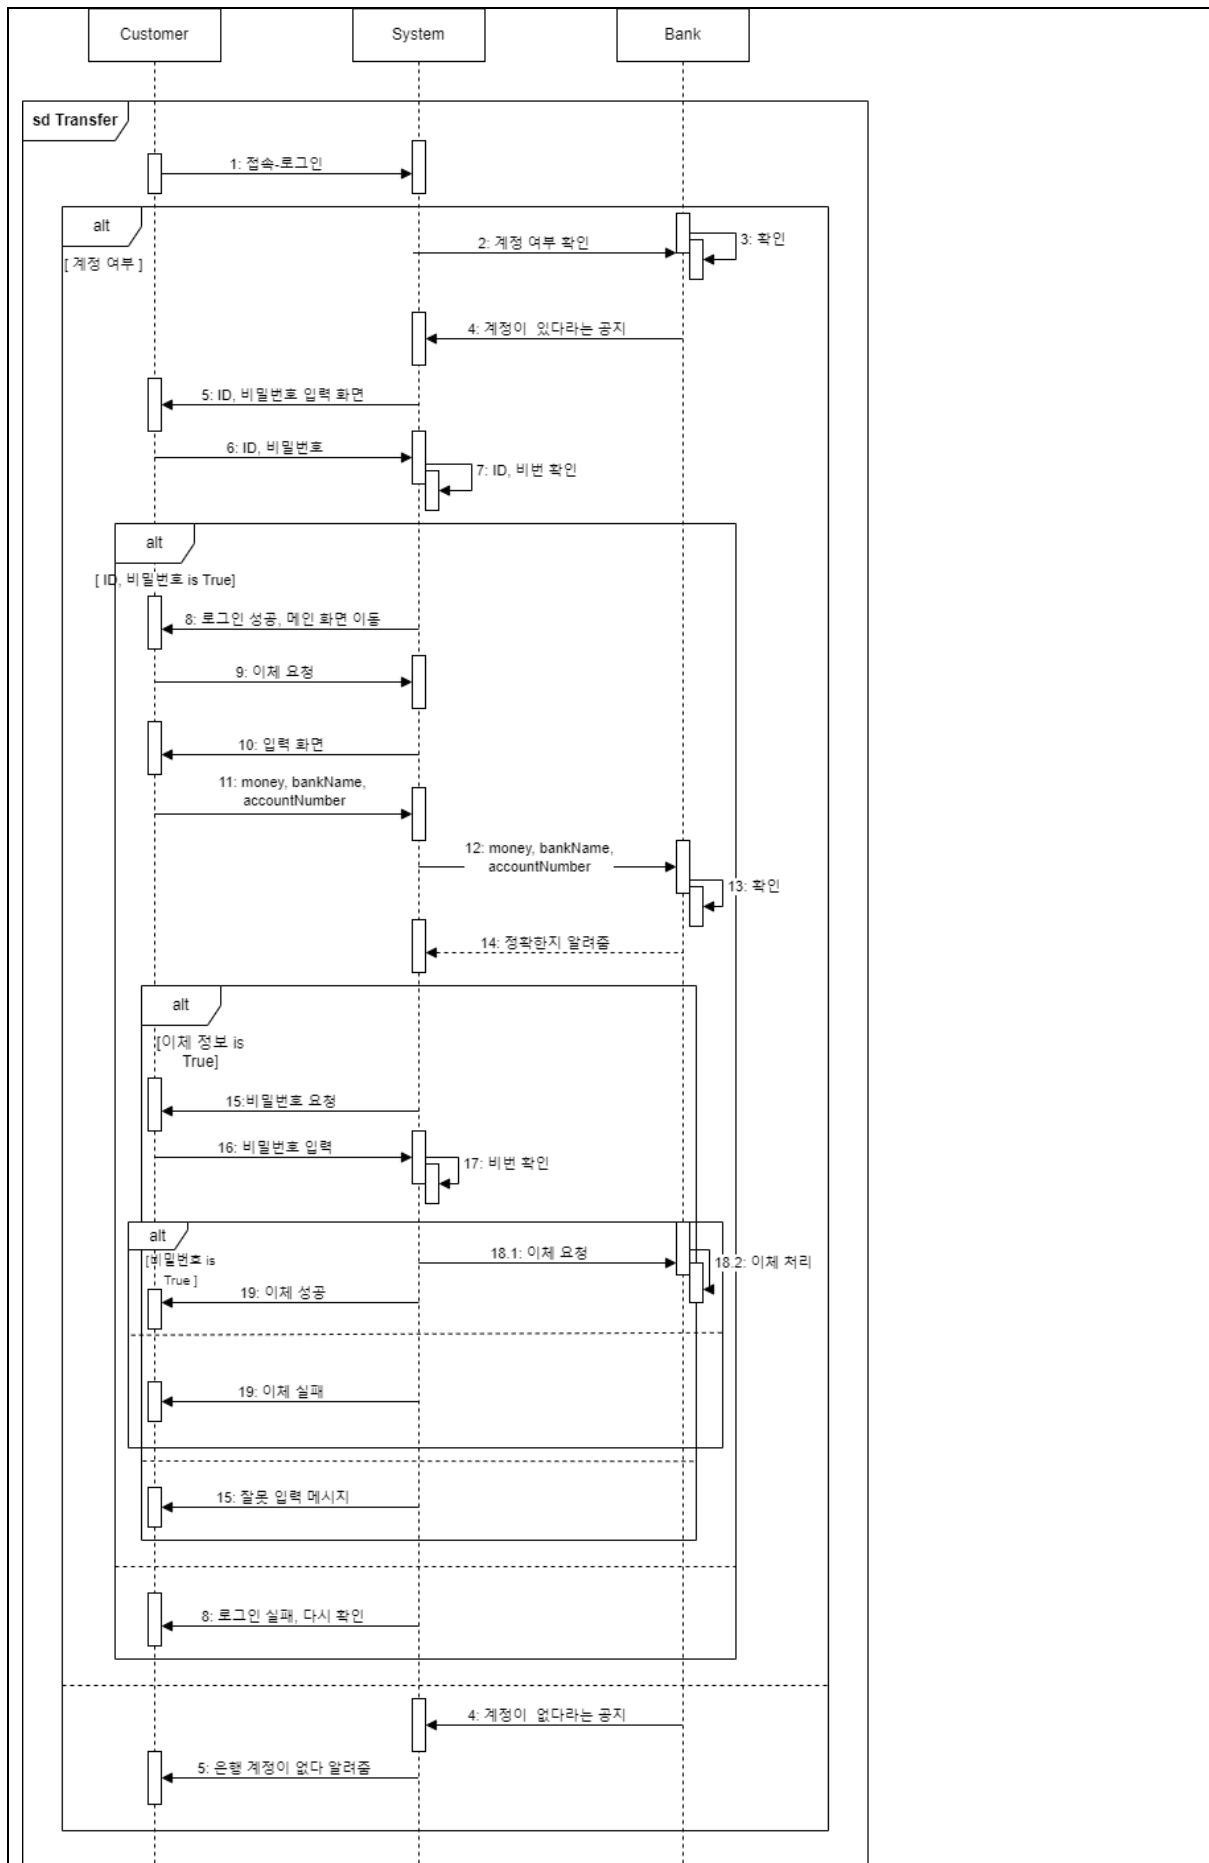 Customer
System
Bank
sd Transfer
1: 접속-로그인
alt
2: 계정 여부 확인
3: 확인
[ 계정 여부 ]
4: 계정이 있다라는 공지
5: ID, 비밀번호 입력 화면
6: ID, 비밀번호
7: ID, 비번 확인
alt
[ ID, 비밀번호 is True]
8: 로그인 성공, 메인 화면 이동
9: 이체 요청
10: 입력 화면
11: money, bankName,
accountNumber
12: money, bankName,
accountNumber
13: 확인
14: 정확한지 알려줌
alt
[이체 정보 is
True]
15:비밀번호 요청
16: 비밀번호 입력
17: 비번 확인
alt
18.1: 이체 요청
18.2: 이체 처리
[비밀번호 is
True ]
19: 이체 성공
19: 이체 실패
15: 잘못 입력 메시지
8: 로그인 실패, 다시 확인
4: 계정이 없다라는 공지
5: 은행 계정이 없다 알려줌